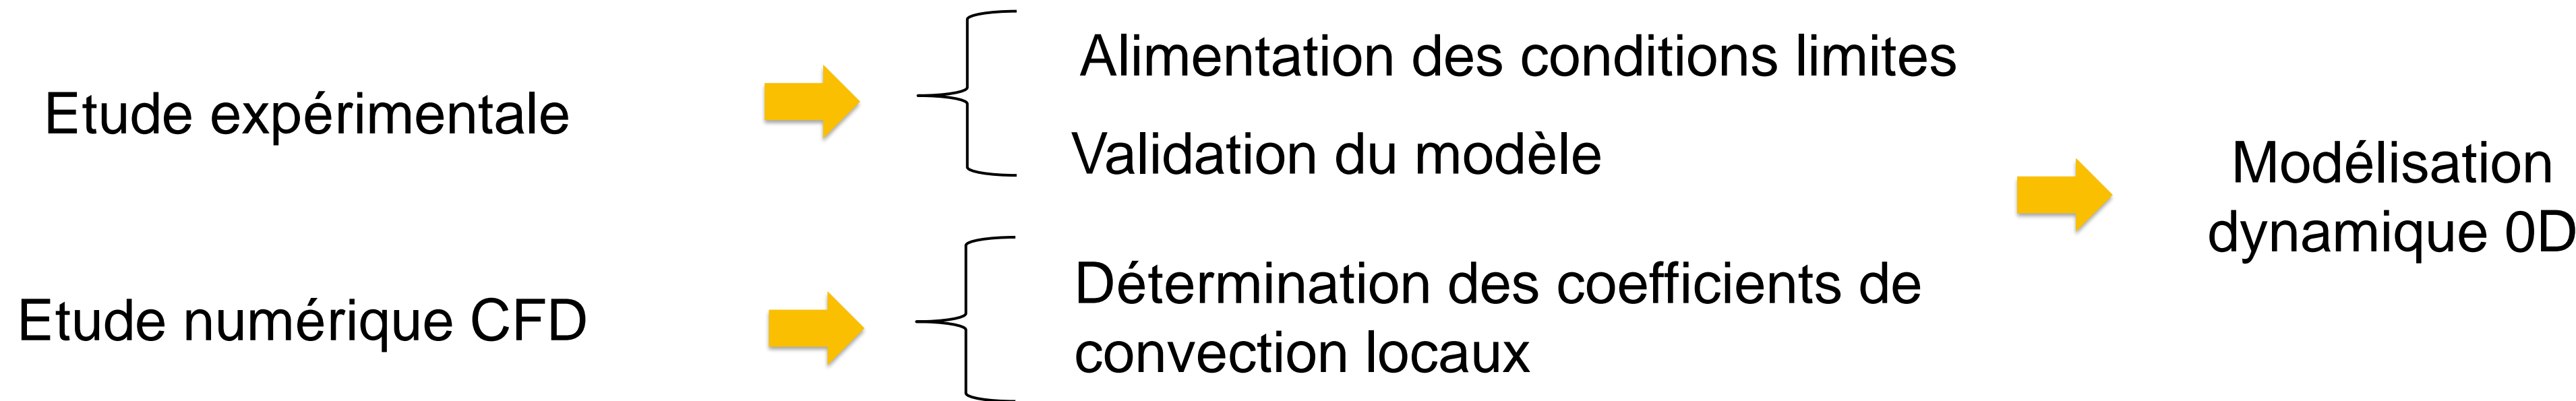 Etude expérimentale
Alimentation des conditions limites
Validation du modèle
Etude numérique CFD
Détermination des coefficients de
convection locaux
Modélisation
dynamique 0D